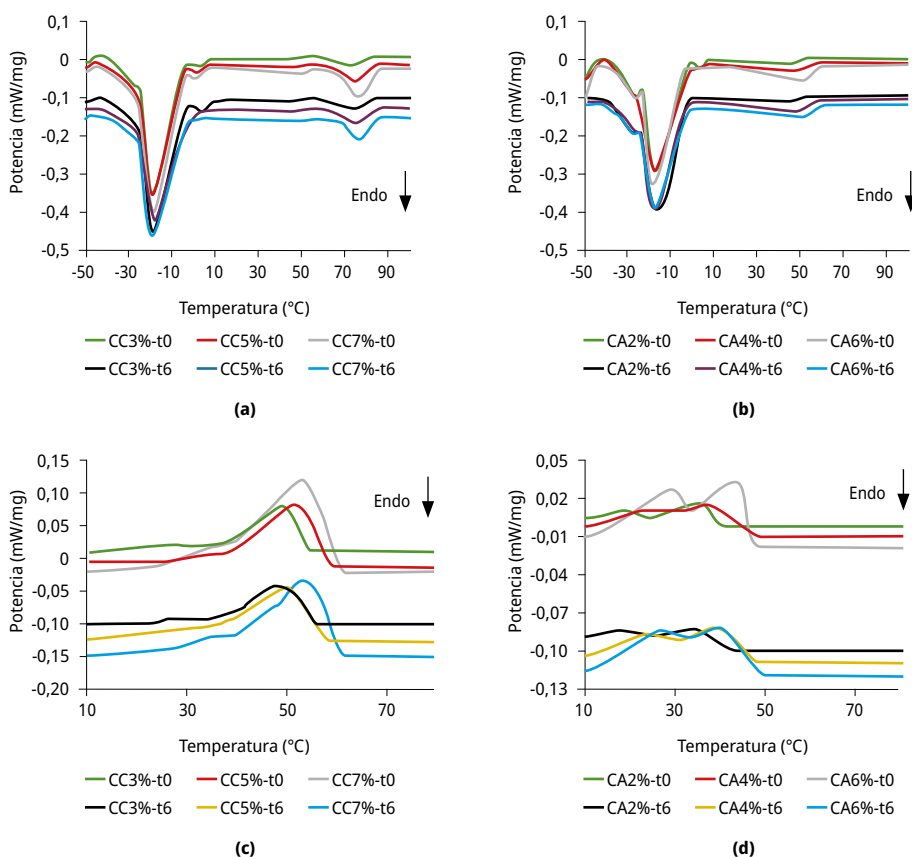 0,1
0
-0,1
-0,2
-0,3
-0,4
-0,5
Potencia (mW/mg)
Endo
-50 -30 -10 10 30 50 70 90
Temperatura (°C)
CC3%-t0 CC5%-t0 CC7%-t0
CC3%-t6 CC5%-t6 CC7%-t6
(a)
0,1
0
-0,1
-0,2
-0,3
-0,4
-0,5
Potencia (mW/mg)
Endo
-50 -30 -10 10 30 50 70 90
Temperatura (°C)
CA2%-t0 CA4%-t0 CA6%-t0
CA2%-t6 CA4%-t6 CA6%-t6
(b)
0,15
0,10
0,05
0
-0,05
-0,10
-0,15
-0,20
Potencia (mW/mg)
Endo
10 30 50 70
Temperatura (°C)
CC3%-t0 CC5%-t0 CC7%-t0
CC3%-t6 CC5%-t6 CC7%-t6
(c)
0,05
0,02
-0,01
-0,04
-0,07
-0,10
-0,13
Potencia (mW/mg)
Endo
10 30 50 70
Temperatura (°C)
CA2%-t0 CA4%-t0 CA6%-t0
CA2%-t6 CA4%-t6 CA6%-t6
(d)